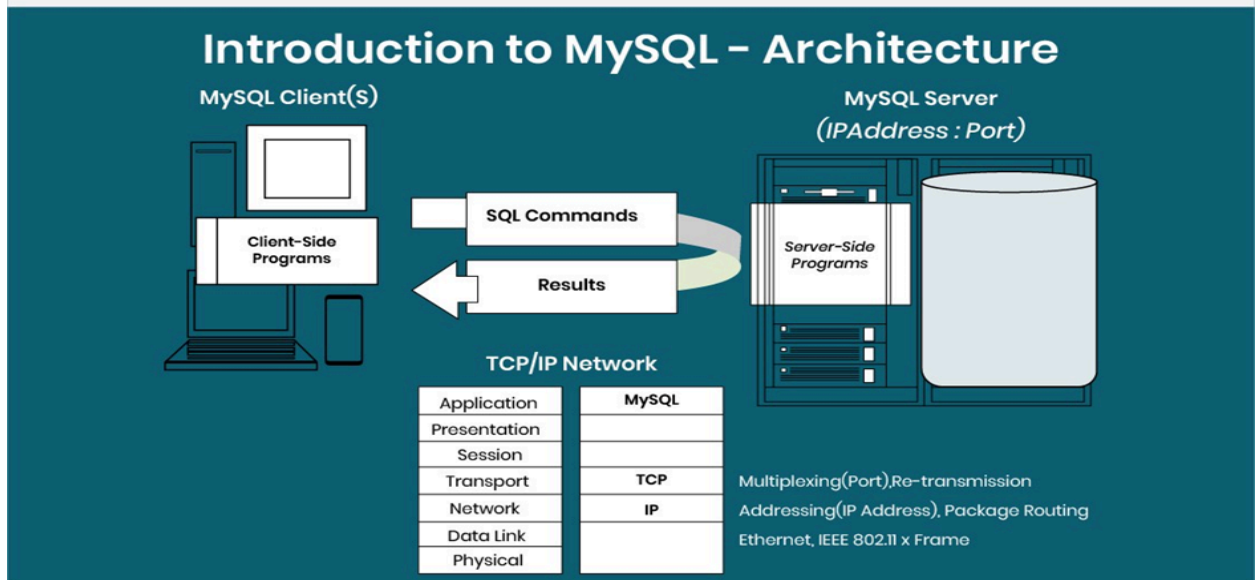 Introduction to MySQL - Architecture
MySQL Client(S)
MySQL Server
(IPAddress : Port)
Client-Side
Programs
SQL Commands
Results
Server-Side
Programs
TCP/IP Network
Application
MySQL
Presentation
Session
Transport
TCP
Multiplexing(Port),Re-transmission
Network
IP
Addressing(IP Address), Package Routing
Data Link
Ethernet, IEEE 802.11 x Frame
Physical